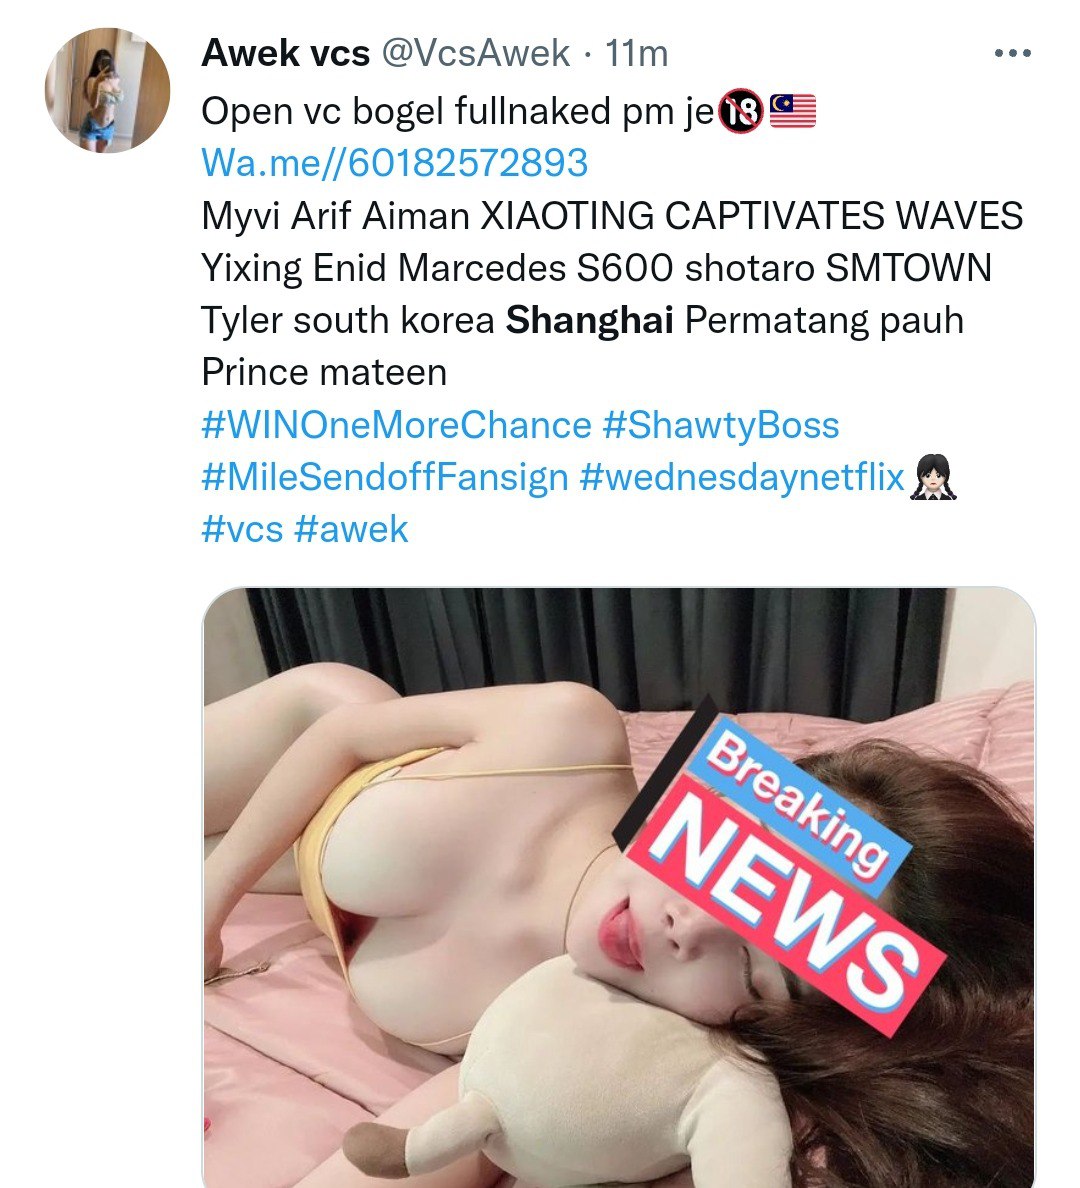 Awek vcs @VcsAwek · 11m
Open vc bogel fullnaked pm je🔞🇲🇾
Wa.me//60182572893
Myvi Arif Aiman XIAOTING CAPTIVATES WAVES
Yixing Enid Marcedes S600 shotaro SMTOWN
Tyler south korea Shanghai Permatang pauh
Prince mateen
#WINOneMoreChance #ShawtyBoss
#MileSendoffFansign #wednesdaynetflix
#vcs #awek
Breaking
NEWS